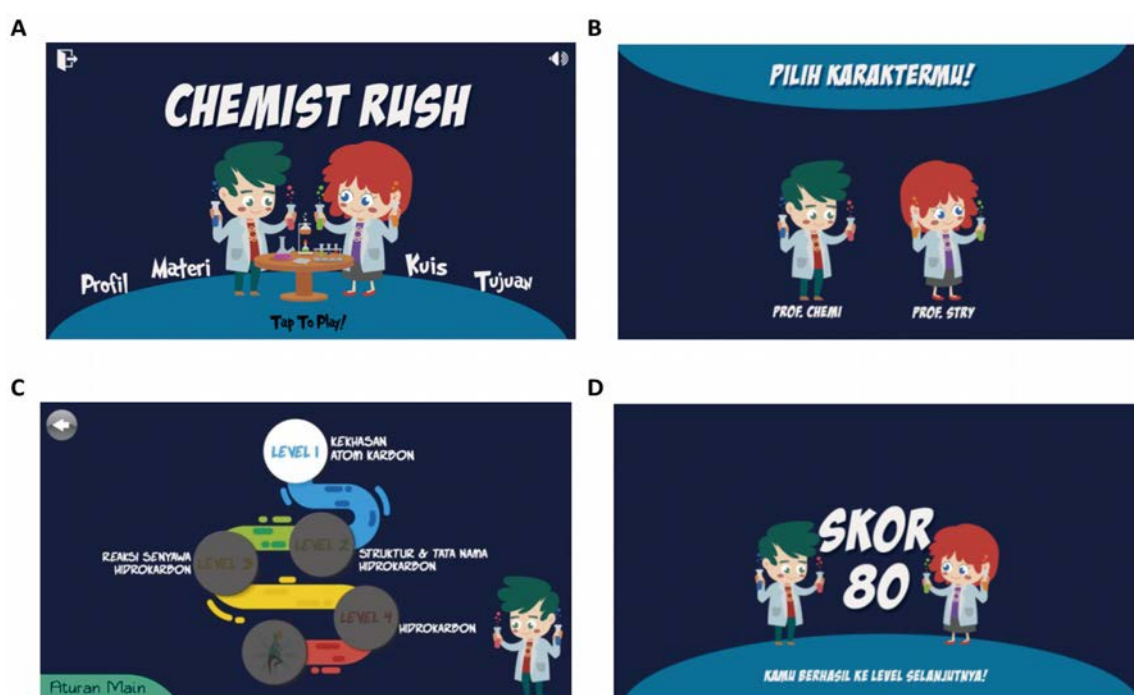 A
CHEMIST RUSH
Profil
Materi
Kuis
Tujuan
Tap To Play!
B
PILIH KARAKTERMU!
PROF. CHEMI
PROF. STRY
C
LEVEL 1
KEKHASAN
ATOM KARBON
LEVEL 2
STRUKTUR & TATA NAMA
HIDROKARBON
REAKSI SENYAWA
HIDROKARBON
LEVEL 3
LEVEL 4
HIDROKARBON
Aturan Main
D
SKOR
80
KAMU BERHASIL KE LEVEL SELANJUTNYA!